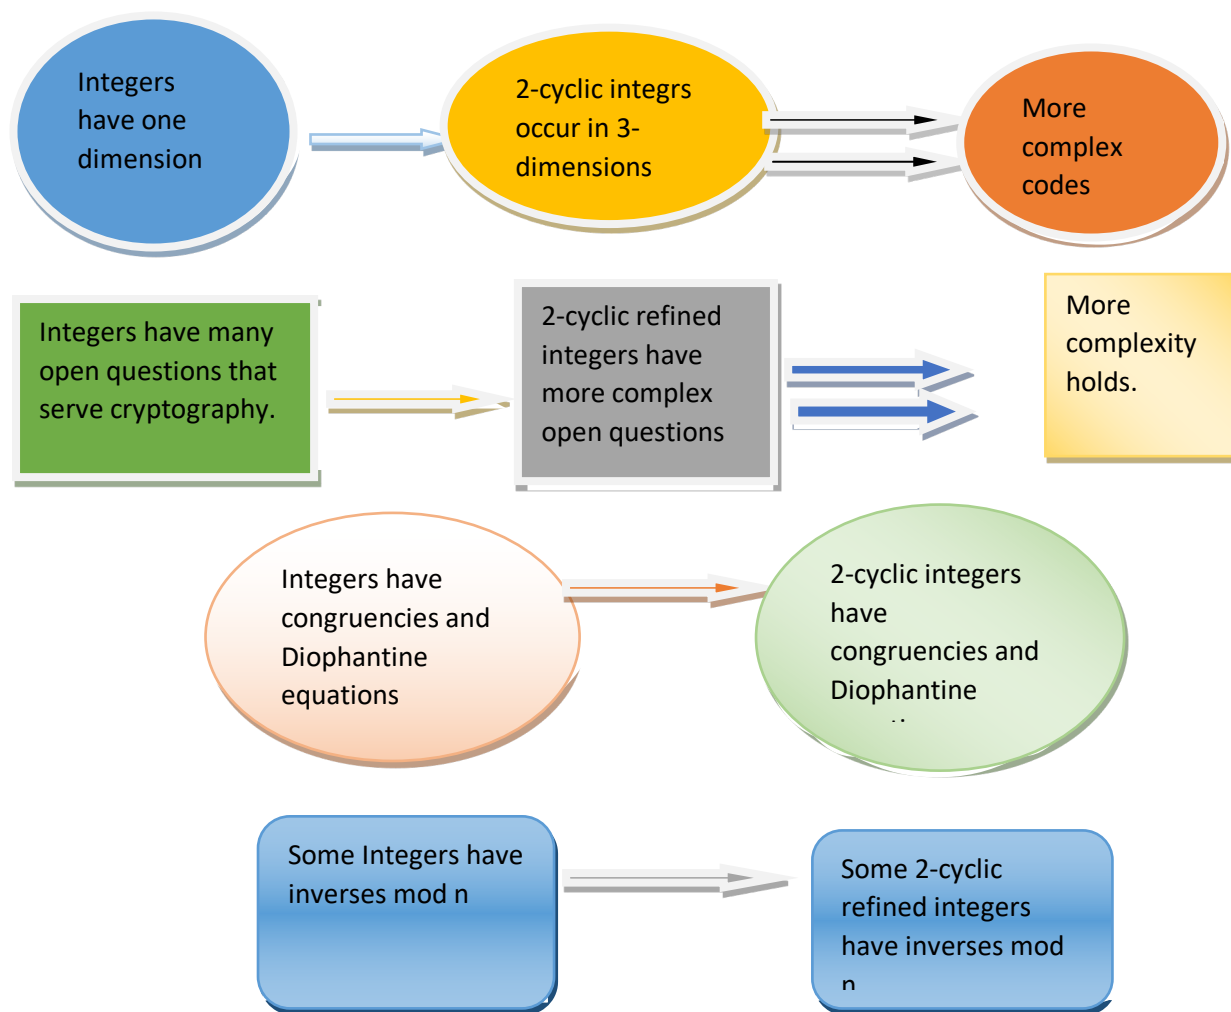 Integers
have one
dimension
2-cyclic integrs
occur in 3-
dimensions
More
complex
codes
Integers have many
open questions that
serve cryptography.
2-cyclic refined
integers have
more complex
open questions
More
complexity
holds.
Integers have
congruencies and
Diophantine
equations
2-cyclic integers
have
congruencies and
Diophantine
Some Integers have
inverses mod n
Some 2-cyclic
refined integers
have inverses mod
n